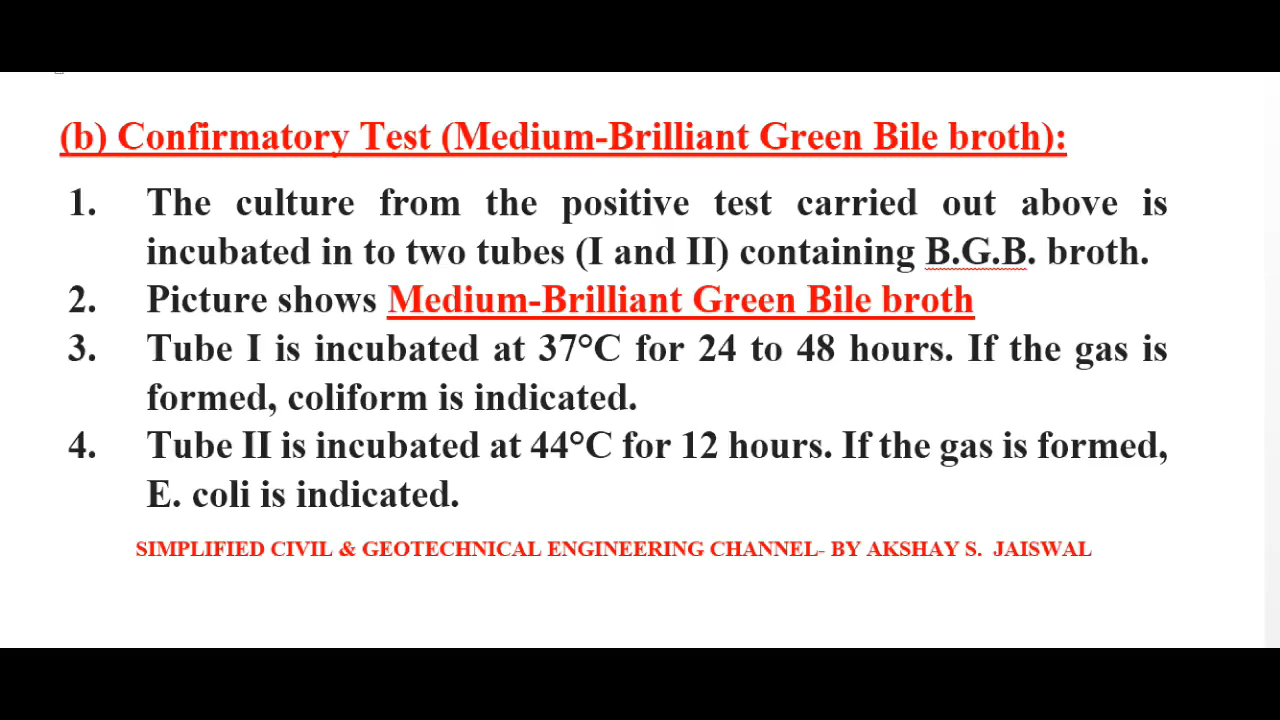 (b) Confirmatory Test (Medium-Brilliant Green Bile broth):
1. The culture from the positive test carried out above is
incubated in to two tubes (I and II) containing B.G.B. broth.
2. Picture shows Medium-Brilliant Green Bile broth
3. Tube I is incubated at 37°C for 24 to 48 hours. If the gas is
formed, coliform is indicated.
4. Tube II is incubated at 44°C for 12 hours. If the gas is formed,
E. coli is indicated.
SIMPLIFIED CIVIL & GEOTECHNICAL ENGINEERING CHANNEL- BY AKSHAY S. JAISWAL